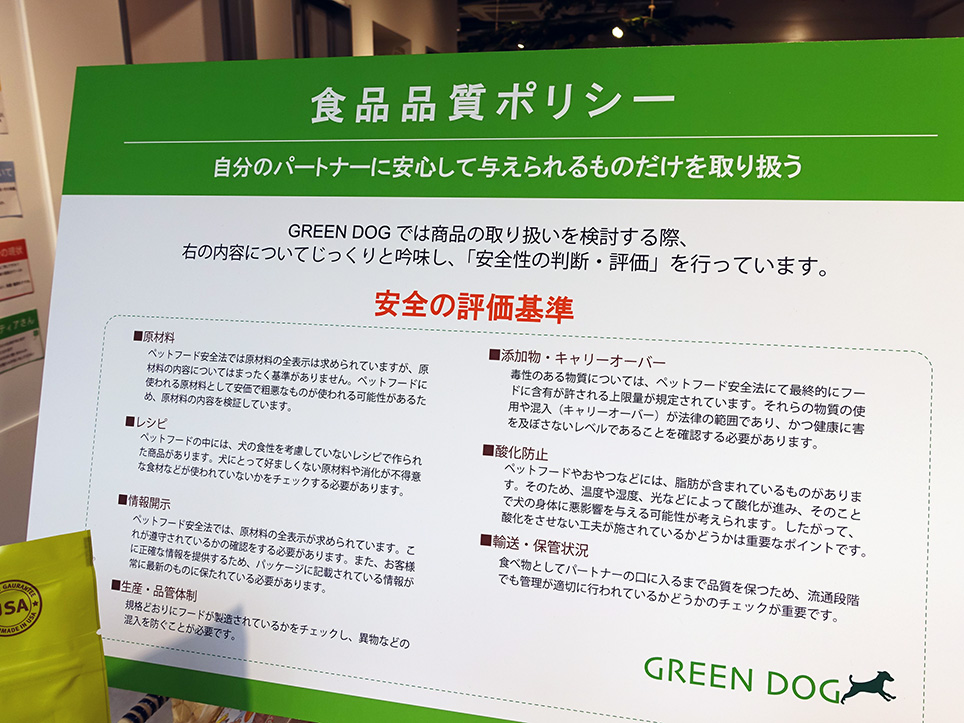 食品品質ポリシー
自分のパートナーに安心して与えられるものだけを取り扱う
GREEN DOG では商品の取り扱いを検討する際、
右の内容についてじっくりと吟味し、「安全性の判断・評価」を行っています。
安全の評価基準
■原材料
ペットフード安全法では原材料の全表示は求められていますが、原
材料の内容についてはまったく基準がありません。ペットフードに
使われる原材料として安価で粗悪なものが使われる可能性があるた
め、原材料の内容を検証しています。
■レシピ
ペットフードの中には、犬の食性を考慮していないレシピで作られ
た商品があります。犬にとって好ましくない原材料や消化が不得意
な食材などが使われていないかをチェックする必要があります。
■情報開示
ペットフード安全法では、原材料の全表示が求められています。こ
れが遵守されているかの確認をする必要があります。また、お客様
に正確な情報を提供するため、パッケージに記載されている情報が
常に最新のものに保たれている必要があります。
■生産・品管体制
規格どおりにフードが製造されているかをチェックし、異物などの
混入を防ぐことが必要です。
■添加物・キャリーオーバー
毒性のある物質については、ペットフード安全法にて最終的にフー
ドに含有が許される上限量が規定されています。それらの物質の使
用や混入（キャリーオーバー）が法律の範囲であり、かつ健康に害
を及ぼさないレベルであることを確認する必要があります。
■酸化防止
ペットフードやおやつなどには、脂肪が含まれているものがありま
す。そのため、温度や湿度、光などによって酸化が進み、そのこと
で犬の身体に悪影響を与える可能性が考えられます。したがって、
酸化をさせない工夫が施されているかどうかは重要なポイントです。
■輸送・保管状況
食べ物としてパートナーの口に入るまで品質を保つため、流通段階
でも管理が適切に行われているかどうかのチェックが重要です。
GREEN DOG
GAURANTEE
USA
MADE IN USA
いて
の現状
ティアさん